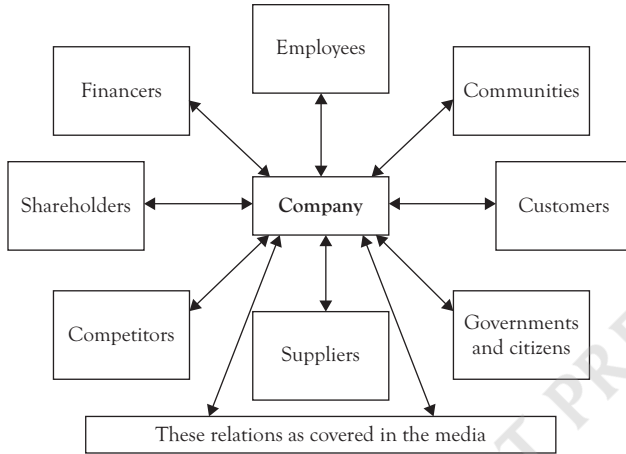 Employees
Financers
Communities
Shareholders
Company
Customers
Competitors
Suppliers
Governments
and citizens
These relations as covered in the media